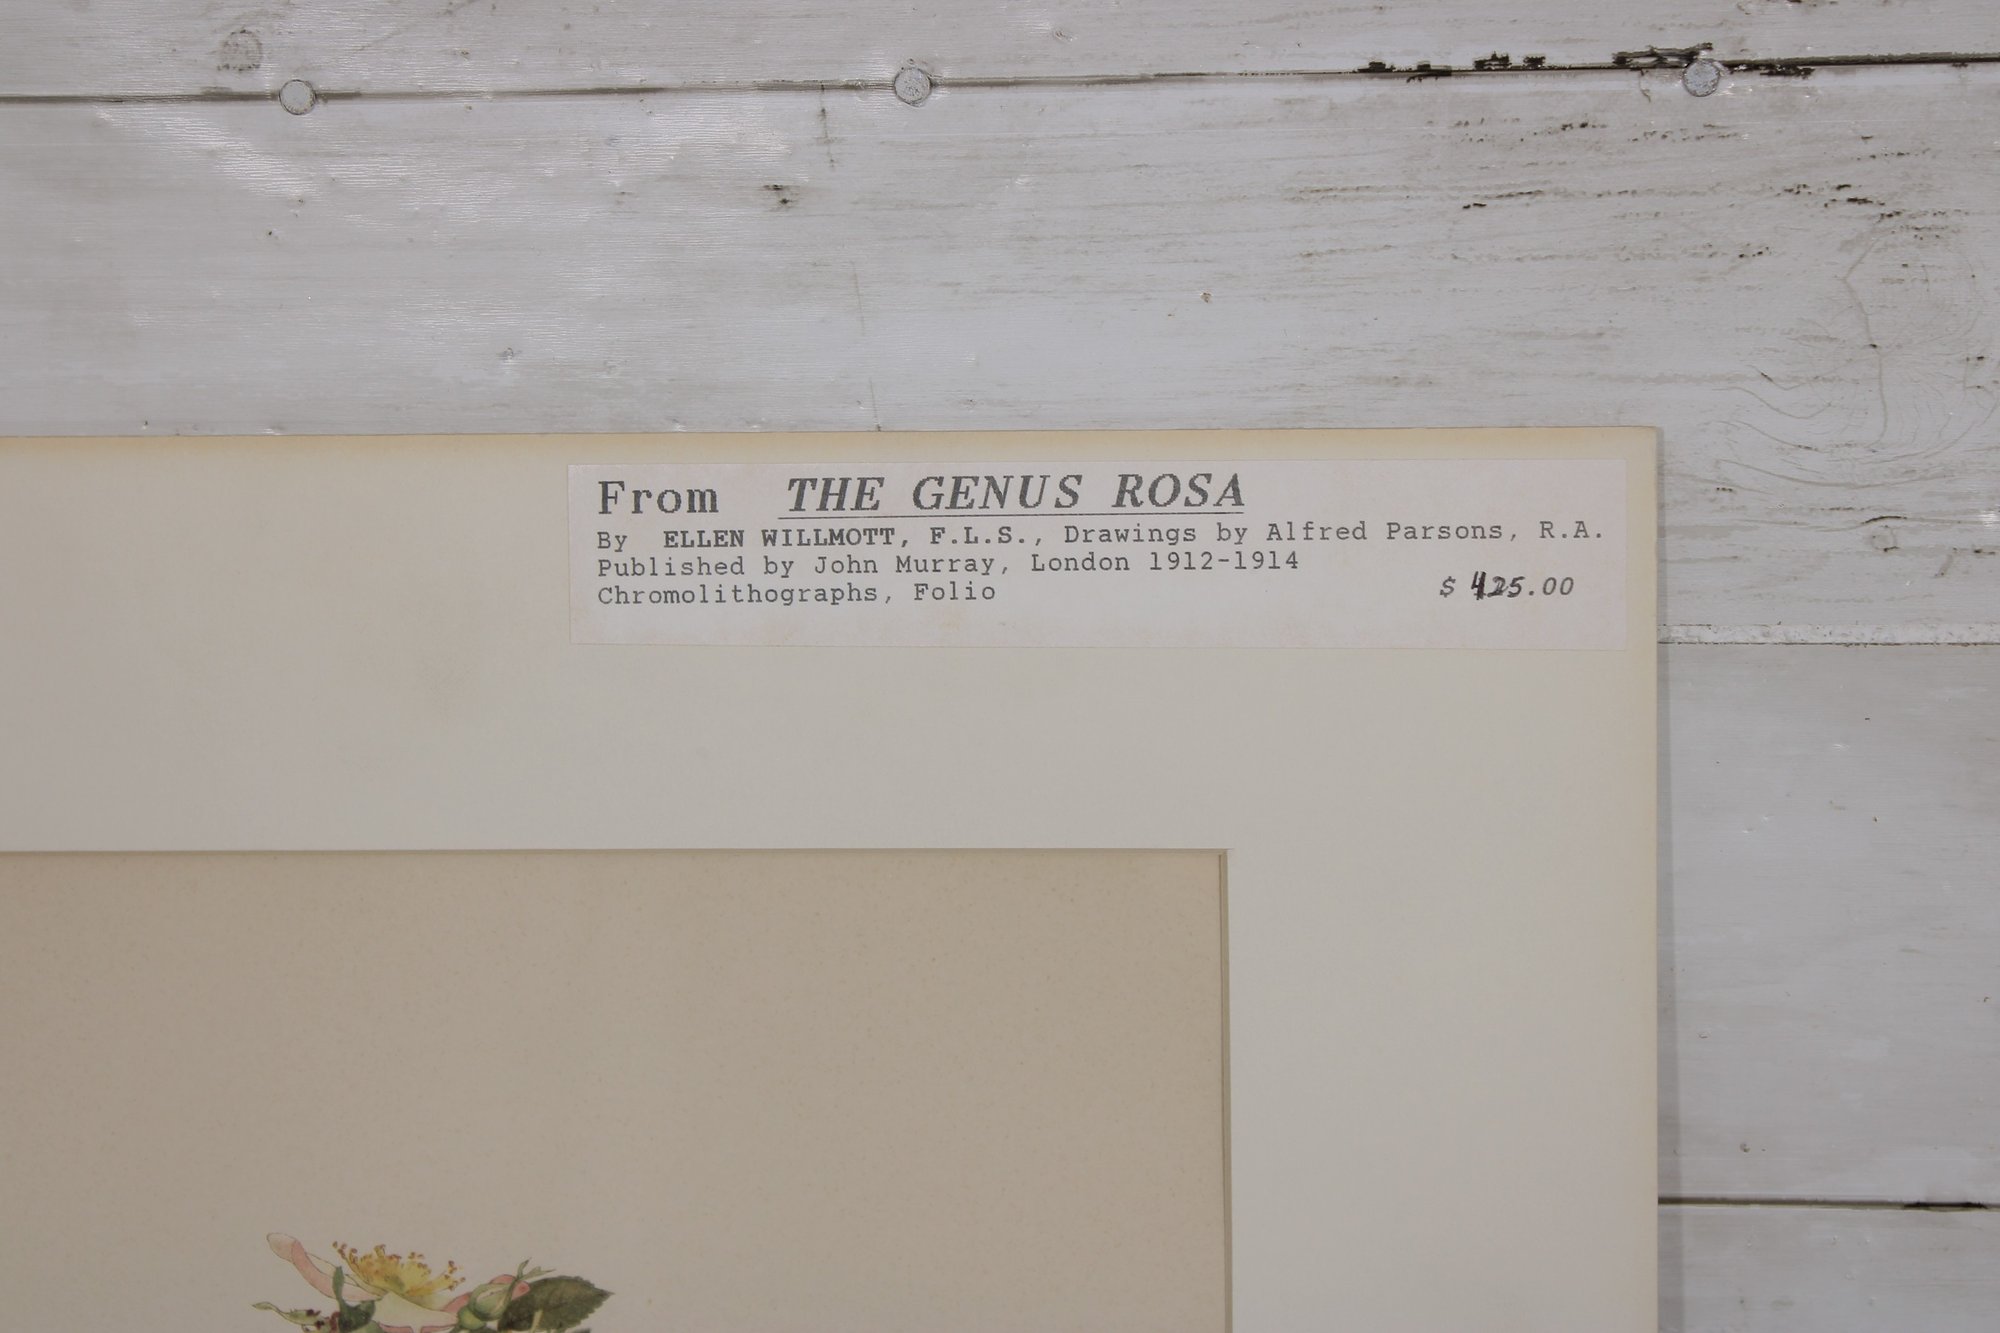 From THE GENUS ROSA
By ELLEN WILLMOTT, F.L.S., Drawings by Alfred Parsons, R.A.
Published by John Murray, London 1912-1914
Chromolithographs, Folio $ 425.00